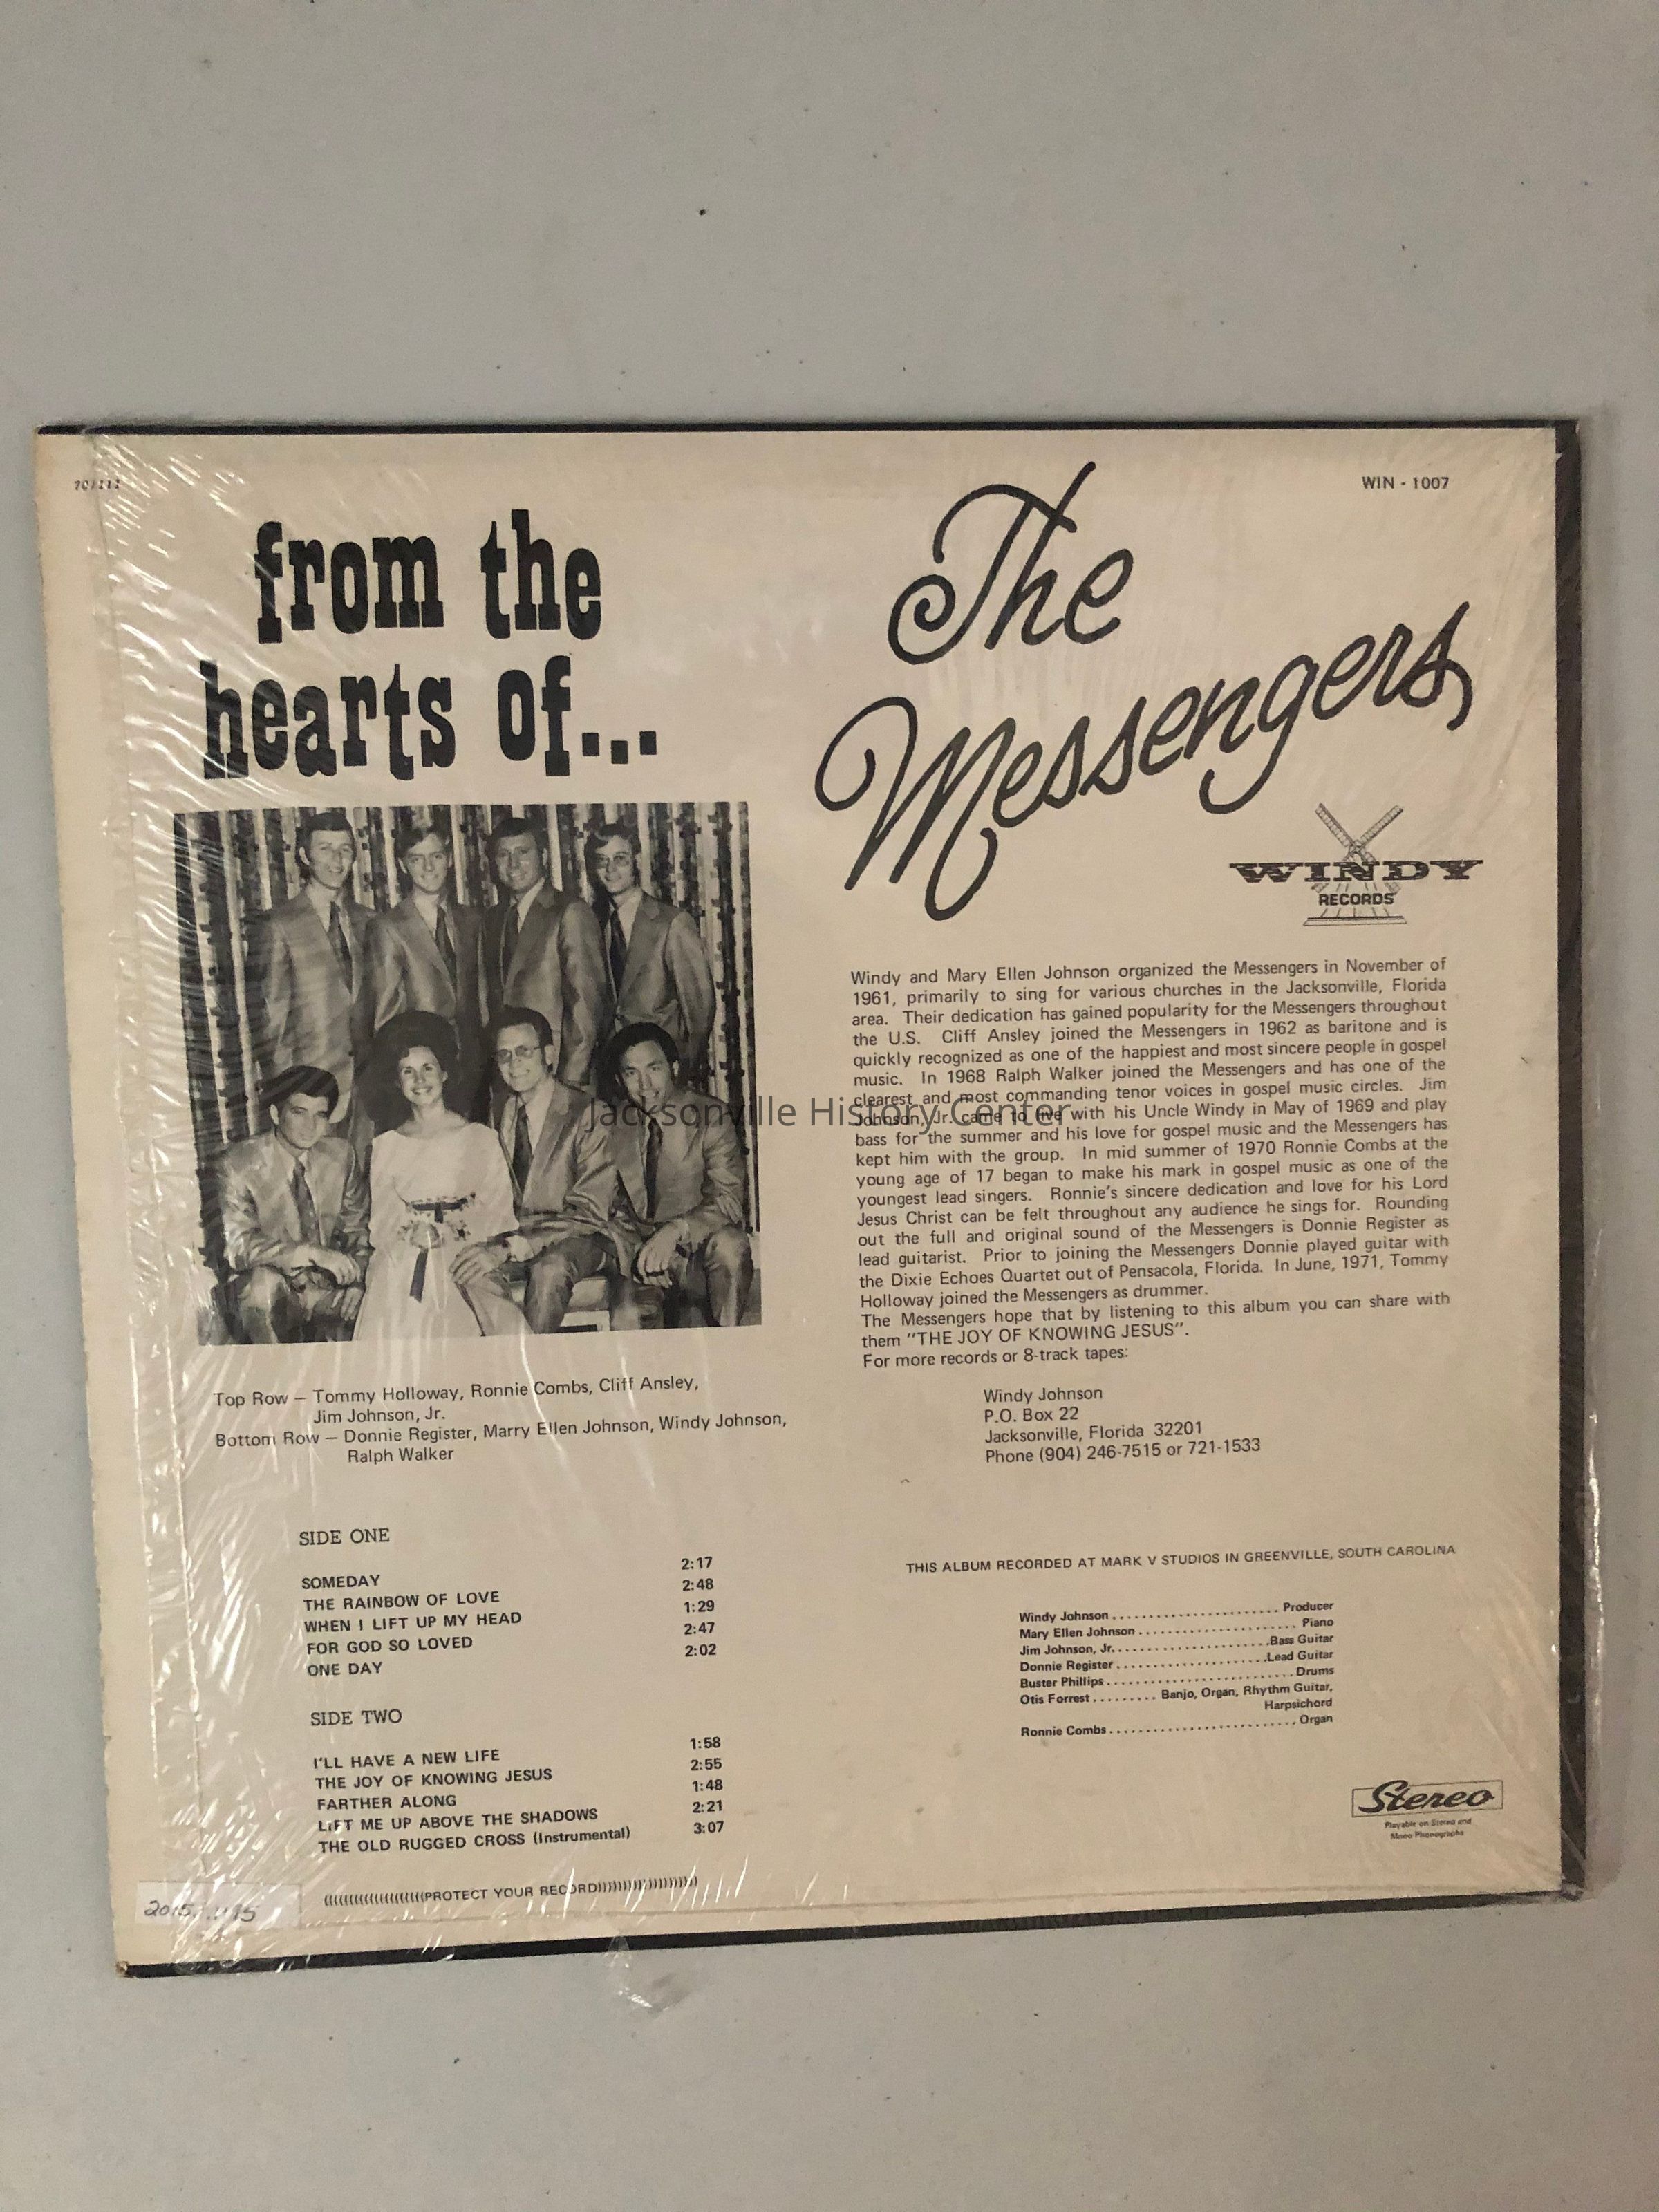 70/111
WIN - 1007
from the
hearts of...
The
Messengers
WINDY
RECORDS
Windy and Mary Ellen Johnson organized the Messengers in November of
1961, primarily to sing for various churches in the Jacksonville, Florida
area. Their dedication has gained popularity for the Messengers throughout
the U.S. Cliff Ansley joined the Messengers in 1962 as baritone and is
quickly recognized as one of the happiest and most sincere people in gospel
music. In 1968 Ralph Walker joined the Messengers and has one of the
clearest and most commanding tenor voices in gospel music circles. Jim
Johnson, Jr. came to live with his Uncle Windy in May of 1969 and play
bass for the summer and his love for gospel music and the Messengers has
kept him with the group. In mid summer of 1970 Ronnie Combs at the
young age of 17 began to make his mark in gospel music as one of the
youngest lead singers. Ronnie's sincere dedication and love for his Lord
Jesus Christ can be felt throughout any audience he sings for. Rounding
out the full and original sound of the Messengers is Donnie Register as
lead guitarist. Prior to joining the Messengers Donnie played guitar with
the Dixie Echoes Quartet out of Pensacola, Florida. In June, 1971, Tommy
Holloway joined the Messengers as drummer.
The Messengers hope that by listening to this album you can share with
them "THE JOY OF KNOWING JESUS".
For more records or 8-track tapes:
Windy Johnson
P.O. Box 22
Jacksonville, Florida 32201
Phone (904) 246-7515 or 721-1533
Jacksonville History Center
Top Row — Tommy Holloway, Ronnie Combs, Cliff Ansley,
Jim Johnson, Jr.
Bottom Row — Donnie Register, Marry Ellen Johnson, Windy Johnson,
Ralph Walker
SIDE ONE
SOMEDAY 2:17
THE RAINBOW OF LOVE 2:48
WHEN I LIFT UP MY HEAD 1:29
FOR GOD SO LOVED 2:47
ONE DAY 2:02
SIDE TWO
I'LL HAVE A NEW LIFE 1:58
THE JOY OF KNOWING JESUS 2:55
FARTHER ALONG 1:48
LIFT ME UP ABOVE THE SHADOWS 2:21
THE OLD RUGGED CROSS (Instrumental) 3:07
((((((((((((((((((((PROTECT YOUR RECORD))))))))))))))))))))
THIS ALBUM RECORDED AT MARK V STUDIOS IN GREENVILLE, SOUTH CAROLINA
Windy Johnson ........................ Producer
Mary Ellen Johnson ....................... Piano
Jim Johnson, Jr. ...................... Bass Guitar
Donnie Register ...................... Lead Guitar
Buster Phillips ........................... Drums
Otis Forrest ......... Banjo, Organ, Rhythm Guitar,
Harpsichord
Ronnie Combs ........................... Organ
Stereo
Playable on Stereo and
Mono Phonographs